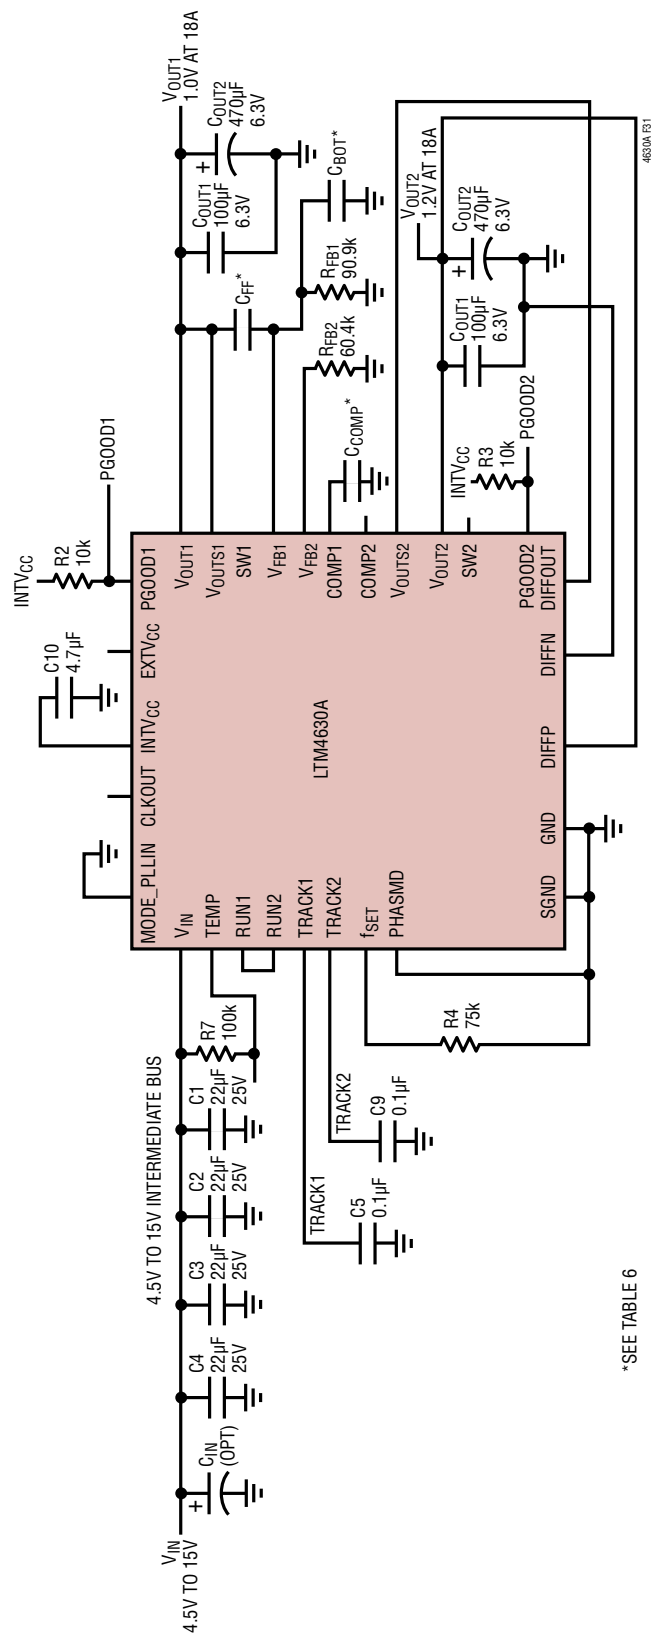 VIN
4.5V TO 15V
CIN
(OPT)
+
C4
22µF
25V
C3
22µF
25V
C2
22µF
25V
C1
22µF
25V
4.5V TO 15V INTERMEDIATE BUS
R7
100k
TRACK1
C5
0.1µF
TRACK2
C9
0.1µF
R4
75k
LTM4630A
MODE_PLLIN
CLKOUT
INTVCC
EXTVCC
PGOOD1
VIN
TEMP
RUN1
RUN2
TRACK1
TRACK2
fSET
PHASMD
SGND
GND
DIFFP
DIFFN
DIFFOUT
VOUT1
VOUTS1
SW1
VFB1
VFB2
COMP1
COMP2
VOUTS2
VOUT2
SW2
PGOOD2
C10
4.7µF
INTVCC
R2
10k
PGOOD1
VOUT1
1.0V AT 18A
COUT1
100µF
6.3V
+
COUT2
470µF
6.3V
CFF*
RFB1
90.9k
CBOT*
RFB2
60.4k
CCOMP*
VOUT2
1.2V AT 18A
COUT1
100µF
6.3V
+
COUT2
470µF
6.3V
INTVCC
R3
10k
PGOOD2
*SEE TABLE 6
4630A F31